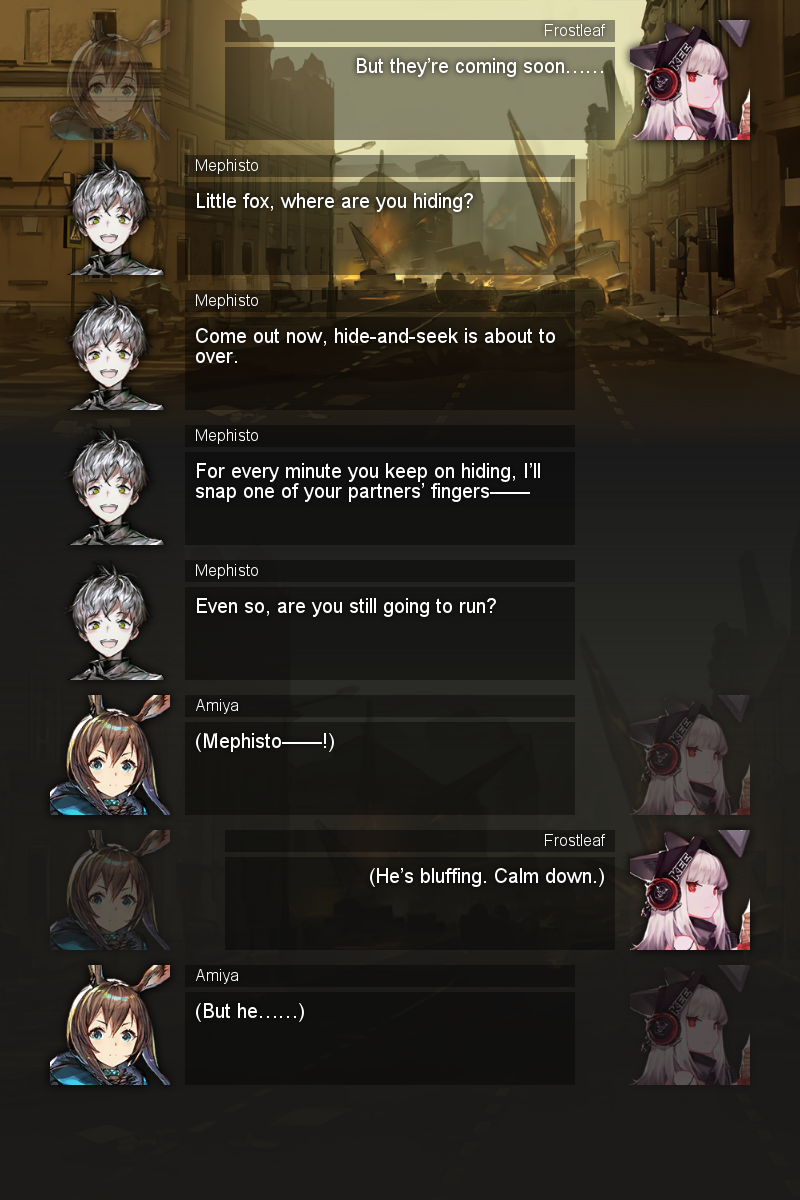 Frostleaf
But they're coming soon......
Mephisto
Little fox, where are you hiding?
Mephisto
Come out now, hide-and-seek is about to
over.
Mephisto
For every minute you keep on hiding, I'll
snap one of your partners' fingers——
Mephisto
Even so, are you still going to run?
Amiya
(Mephisto——!)
Frostleaf
(He's bluffing. Calm down.)
Amiya
(But he......)